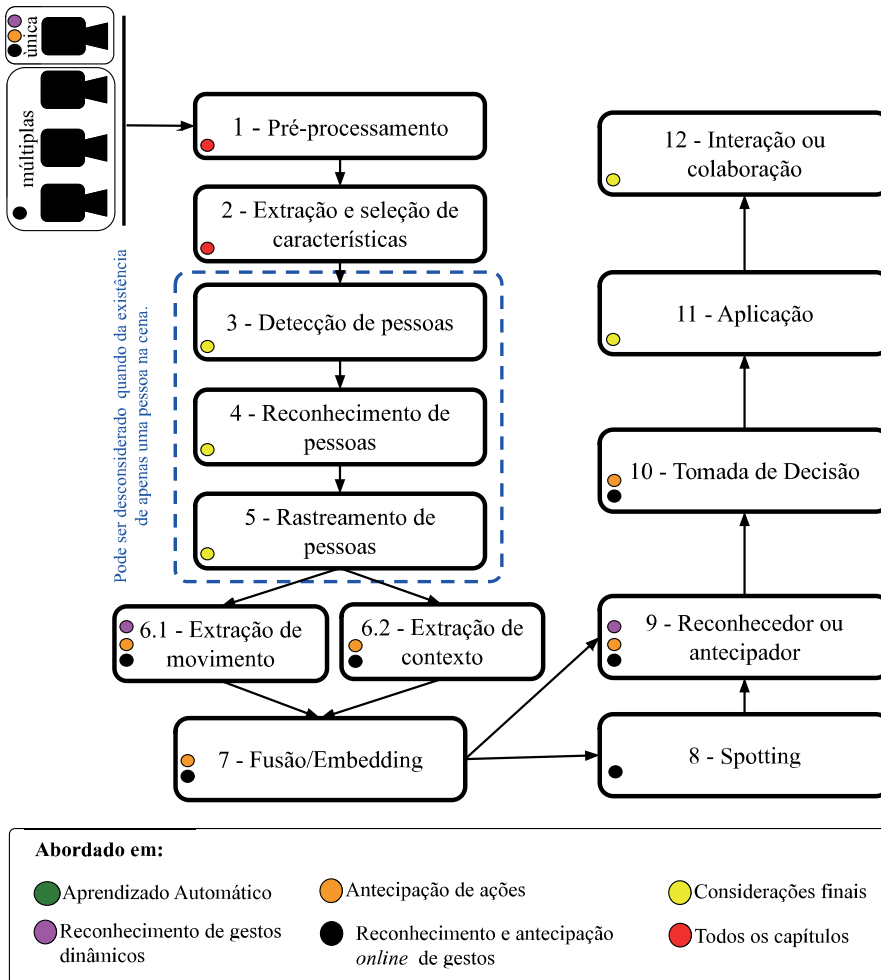 única
múltiplas
1 - Pré-processamento
2 - Extração e seleção de
características
Pode ser desconsiderado quando da existência
de apenas uma pessoa na cena.
3 - Detecção de pessoas
4 - Reconhecimento de
pessoas
5 - Rastreamento de
pessoas
6.1 - Extração de
movimento
6.2 - Extração de
contexto
7 - Fusão/Embedding
8 - Spotting
9 - Reconhecedor ou
antecipador
10 - Tomada de Decisão
11 - Aplicação
12 - Interação ou
colaboração
Abordado em:
Aprendizado Automático
Antecipação de ações
Considerações finais
Reconhecimento de gestos
dinâmicos
Reconhecimento e antecipação
online de gestos
Todos os capítulos